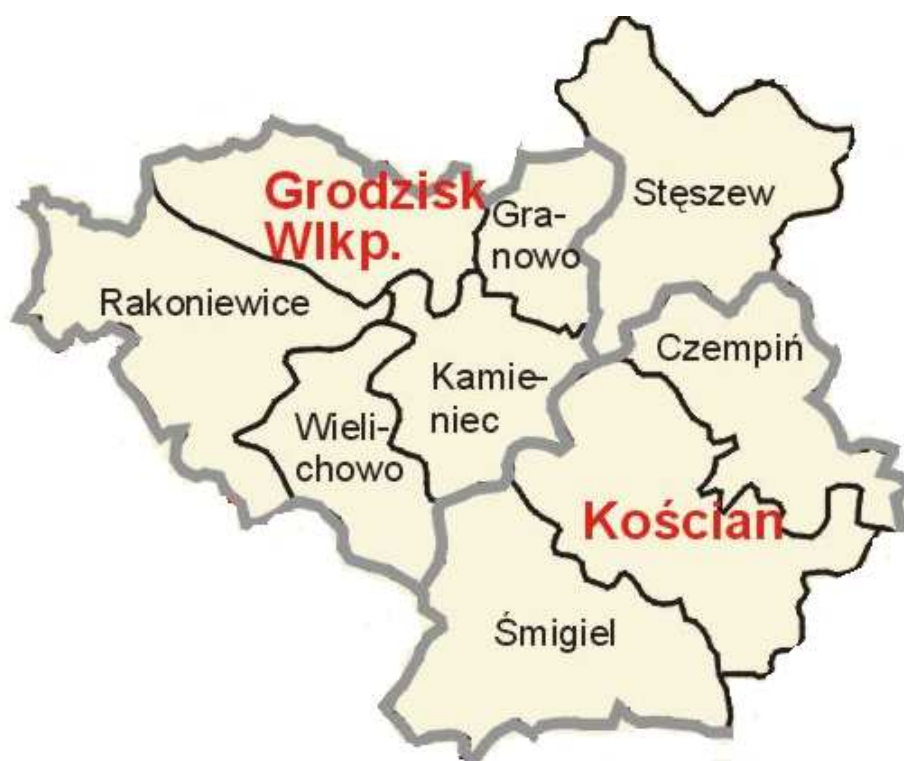 Grodzisk
Wlkp.
Gra-
nowo
Stęszew
Rakoniewice
Czempiń
Kamie-
niec
Wieli-
chowo
Kościan
Śmigiel